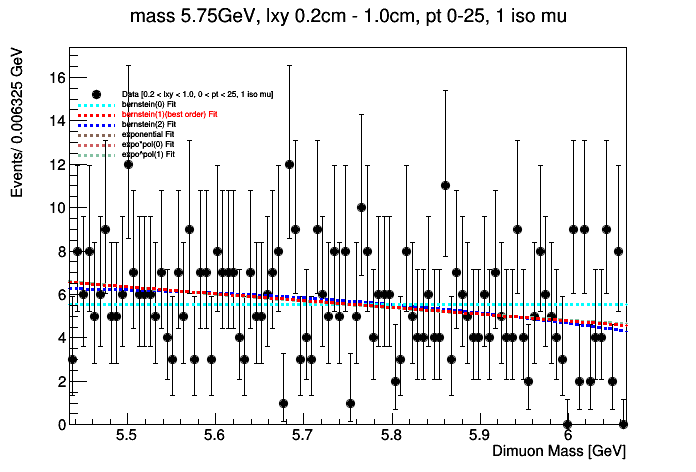 mass 5.75GeV, lxy 0.2cm - 1.0cm, pt 0-25, 1 iso mu
Events/ 0.006325 GeV
16
14
12
10
8
6
4
2
0
Data [0.2 < lxy < 1.0, 0 < pt < 25, 1 iso mu]
bernstein(0) Fit
bernstein(1)(best order) Fit
bernstein(2) Fit
exponential Fit
expo*pol(0) Fit
expo*pol(1) Fit
5.5 5.6 5.7 5.8 5.9 6
Dimuon Mass [GeV]